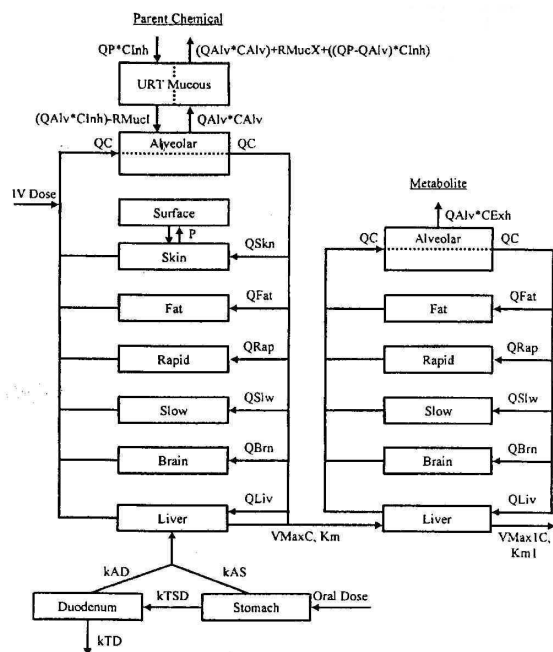 Parent Chemical
QP*CInh
(QAlv*CAlv)+RMucX+((QP-QAlv)*CInh)
URT Mucous
(QAlv*CInh)-RMucI
QAlv*CAlv
QC
Alveolar
QC
IV Dose
Surface
P
QSkn
Skin
QFat
Fat
QRap
Rapid
QSlw
Slow
QBrn
Brain
QLiv
Liver
VMaxC, Km
kAD
kAS
Duodenum
kTSD
Stomach
Oral Dose
kTD
Metabolite
QAlv*CExh
QC
Alveolar
QC
QFat
Fat
QRap
Rapid
QSlw
Slow
QBrn
Brain
QLiv
Liver
VMax1C,
Km1